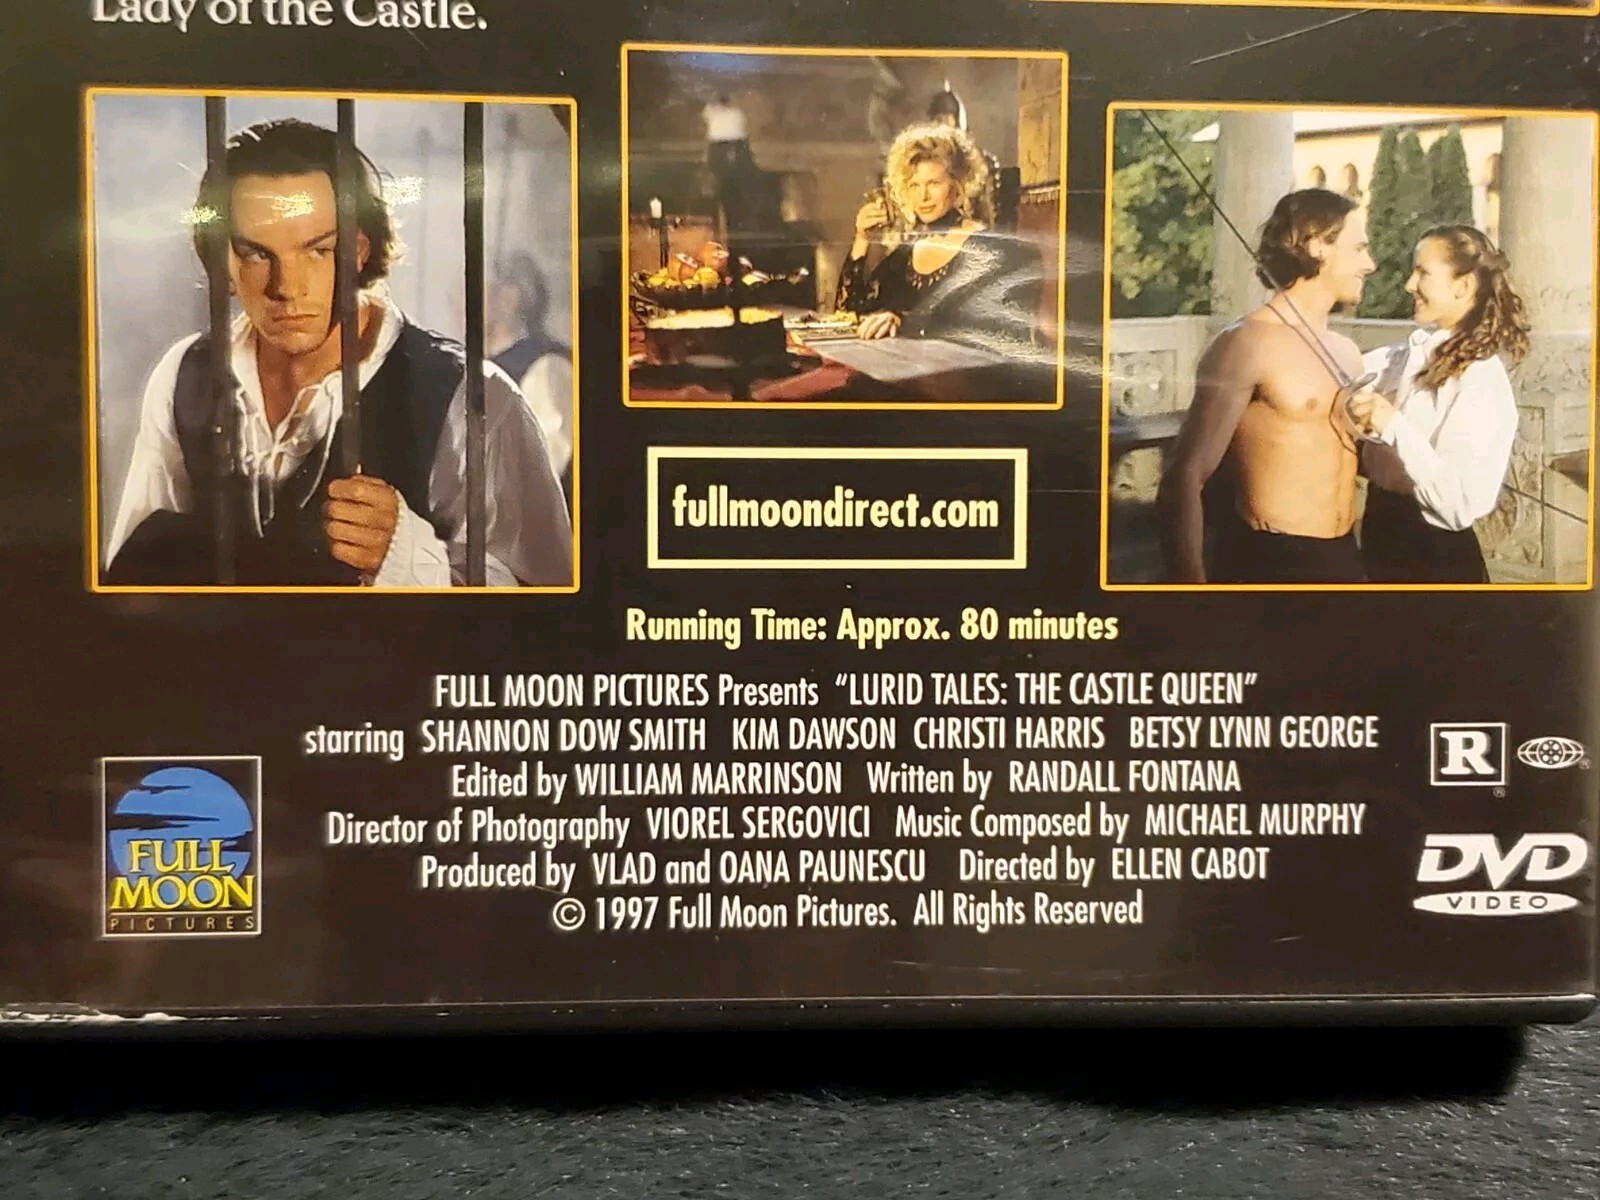 Lady of the Castle.
fullmoondirect.com
Running Time: Approx. 80 minutes
FULL MOON PICTURES Presents "LURID TALES: THE CASTLE QUEEN"
starring SHANNON DOW SMITH KIM DAWSON CHRISTI HARRIS BETSY LYNN GEORGE
Edited by WILLIAM MARRINSON Written by RANDALL FONTANA
Director of Photography VIOREL SERGOVICI Music Composed by MICHAEL MURPHY
Produced by VLAD and OANA PAUNESCU Directed by ELLEN CABOT
© 1997 Full Moon Pictures. All Rights Reserved
FULL
MOON
PICTURES
R
®
DVD
VIDEO